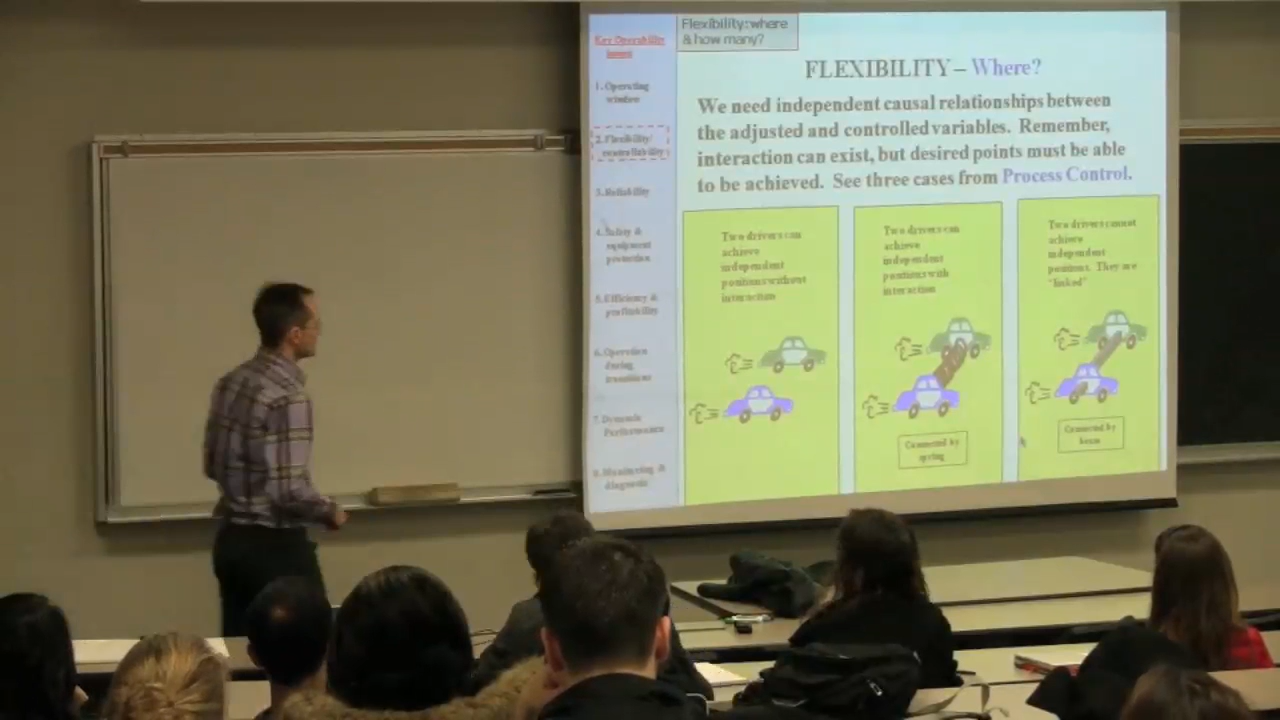 Flexibility: where
& how many?
Key Operability
issues
1. Operating
window
2. Flexibility/
controllability
3. Reliability
4. Safety &
equipment
protection
5. Efficiency &
profitability
6. Operation
during
transitions
7. Dynamic
Performance
8. Monitoring &
diagnosis
FLEXIBILITY – Where?
We need independent causal relationships between
the adjusted and controlled variables. Remember,
interaction can exist, but desired points must be able
to be achieved. See three cases from Process Control.
Two drivers can
achieve
independent
positions without
interaction
Two drivers can
achieve
independent
positions with
interaction
Connected by
spring
Two drivers cannot
achieve
independent
positions. They are
"linked"
Connected by
beam